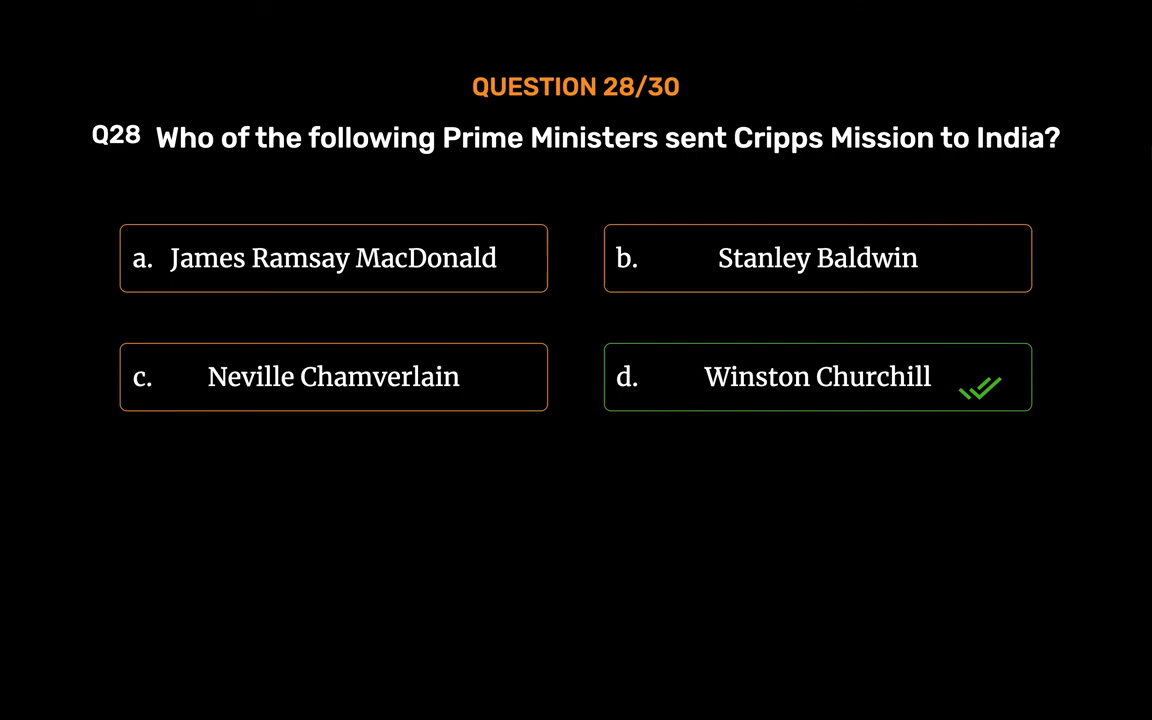 QUESTION 28/30
Q28 Who of the following Prime Ministers sent Cripps Mission to India?
a. James Ramsay MacDonald
b. Stanley Baldwin
c. Neville Chamverlain
d. Winston Churchill